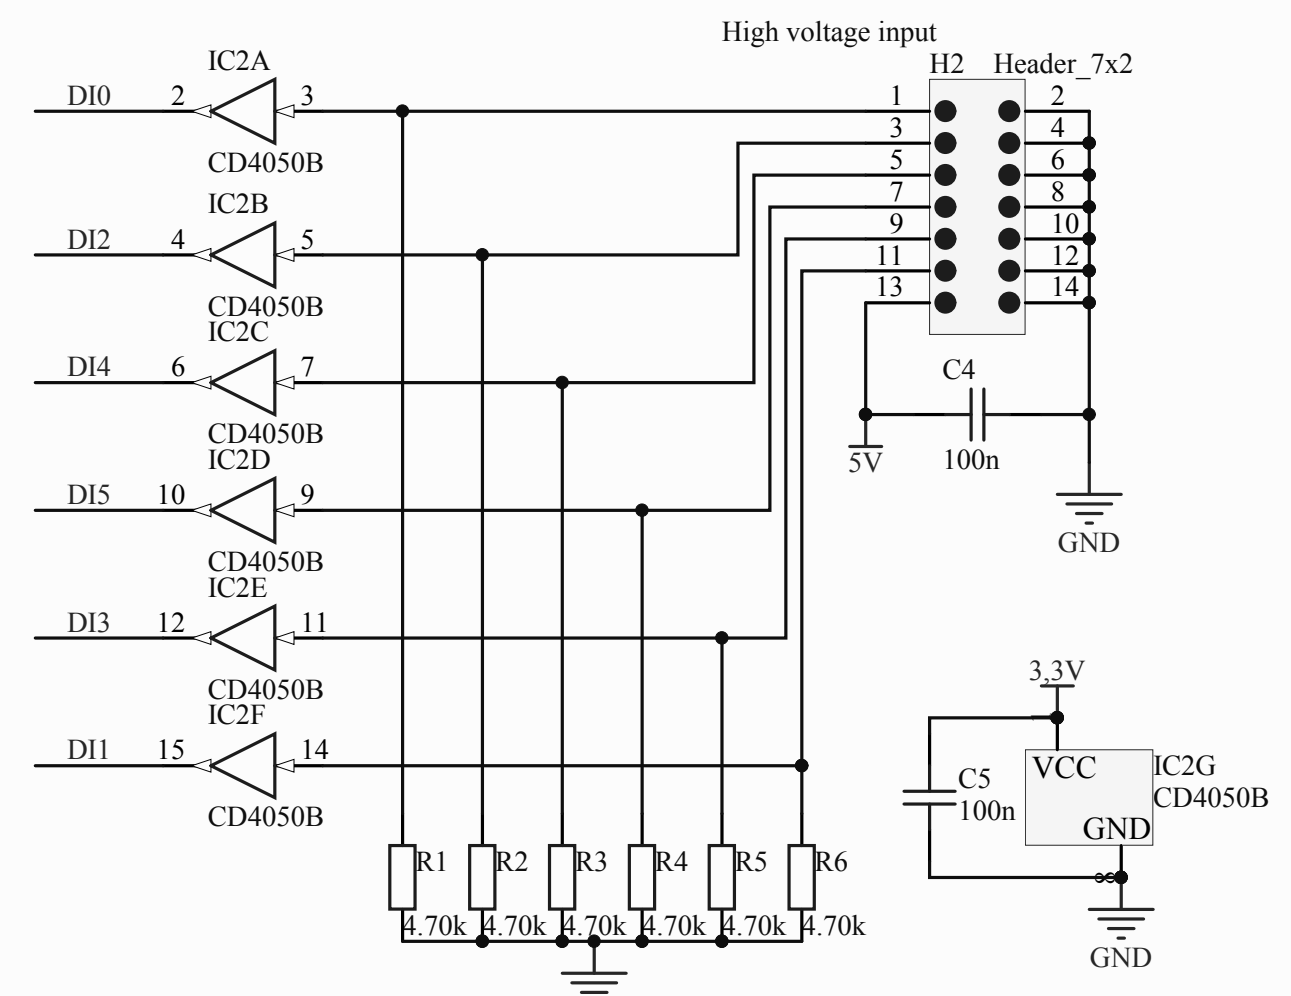 High voltage input
H2 Header_7x2
IC2A
DI0 2 3
CD4050B
1 2
3 4
5 6
7 8
9 10
11 12
13 14
IC2B
DI2 4 5
CD4050B
IC2C
DI4 6 7
CD4050B
C4
100n
5V
GND
IC2D
DI5 10 9
CD4050B
IC2E
DI3 12 11
CD4050B
IC2F
DI1 15 14
CD4050B
3,3V
VCC
GND
IC2G
CD4050B
C5
100n
GND
R1 R2 R3 R4 R5 R6
4.70k 4.70k 4.70k 4.70k 4.70k 4.70k